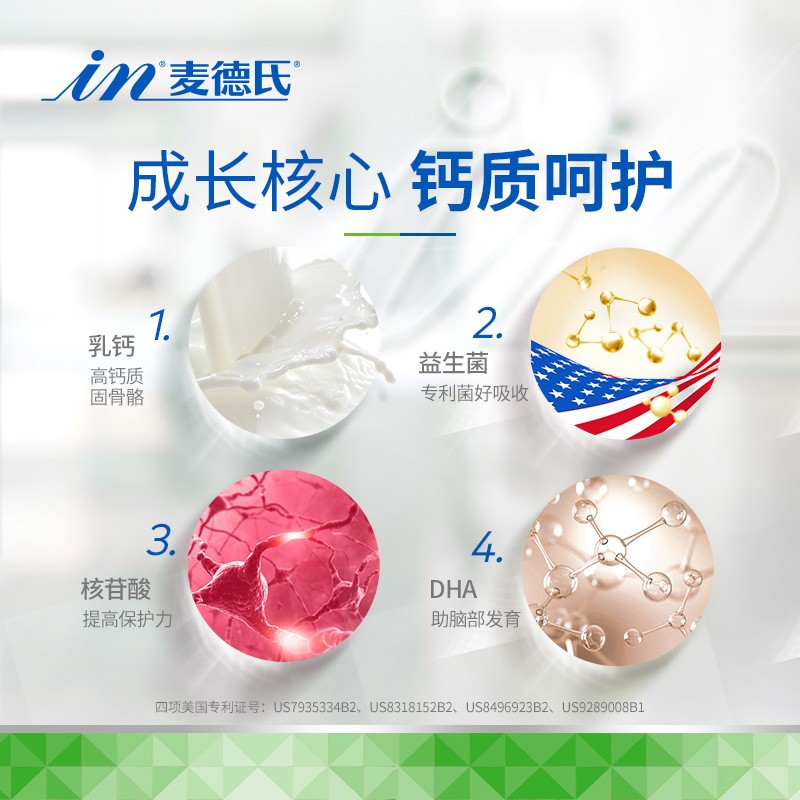 in® 麦德氏®
成长核心 钙质呵护
1.
乳钙
高钙质
固骨骼
2.
益生菌
专利菌好吸收
3.
核苷酸
提高保护力
4.
DHA
助脑部发育
四项美国专利证号：US7935334B2、US8318152B2、US8496923B2、US9289008B1